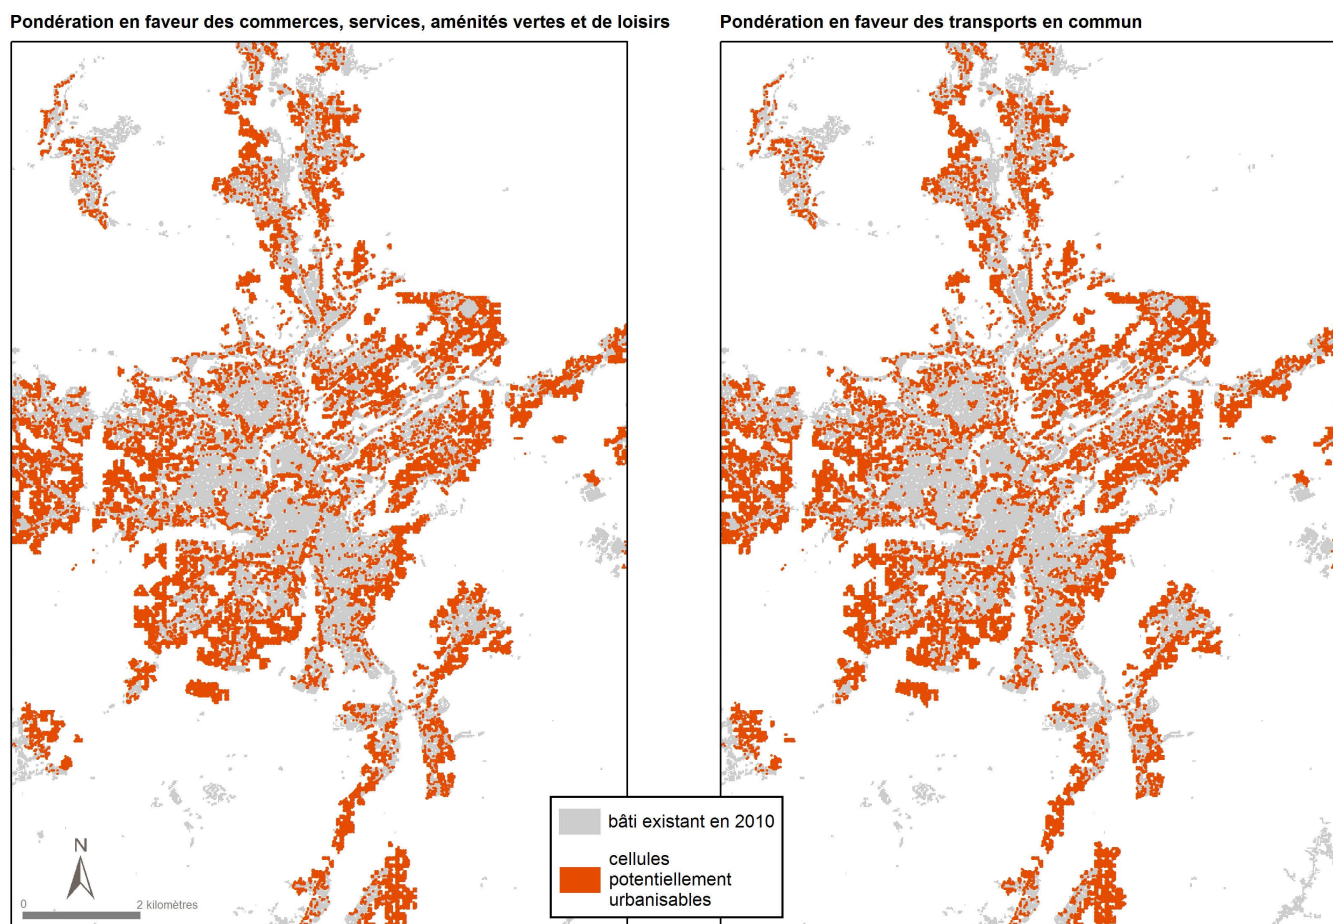 Pondération en faveur des commerces, services, aménités vertes et de loisirs
Pondération en faveur des transports en commun
N
0
2 kilomètres
bâti existant en 2010
cellules
potentiellement
urbanisables